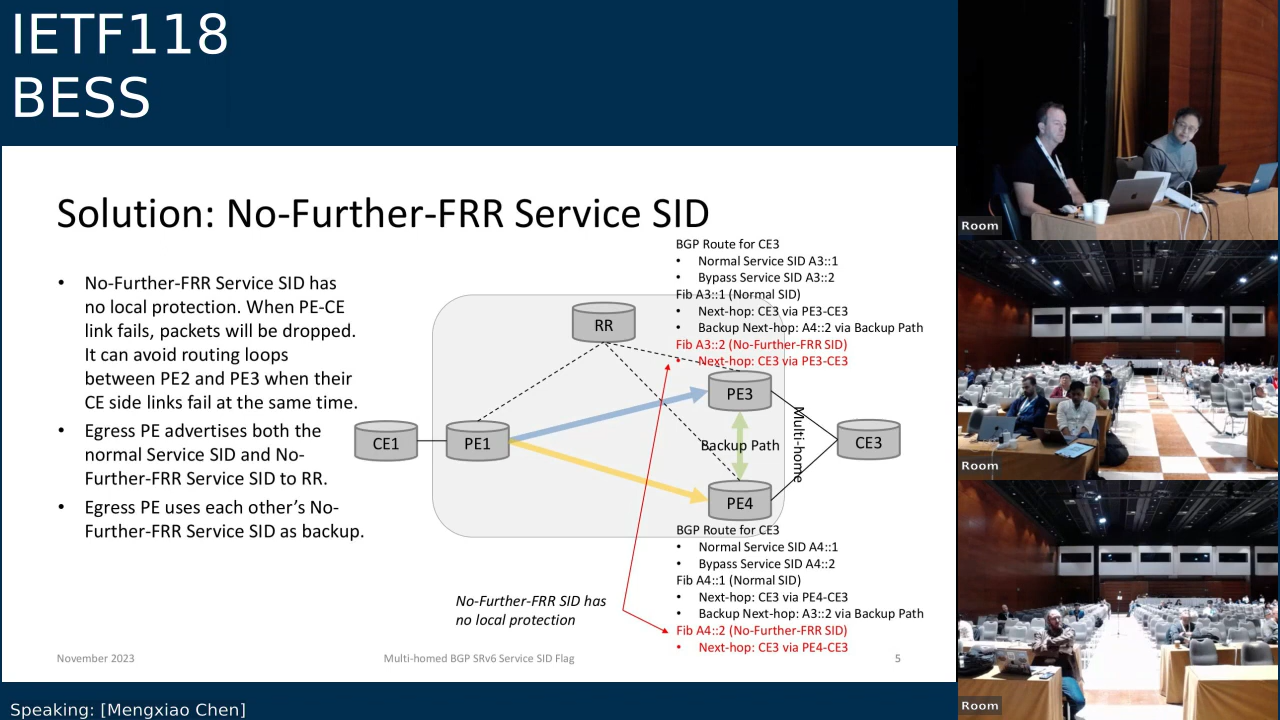 IETF118
BESS
Solution: No-Further-FRR Service SID
• No-Further-FRR Service SID has
no local protection. When PE-CE
link fails, packets will be dropped.
It can avoid routing loops
between PE2 and PE3 when their
CE side links fail at the same time.
• Egress PE advertises both the
normal Service SID and No-
Further-FRR Service SID to RR.
• Egress PE uses each other's No-
Further-FRR Service SID as backup.
BGP Route for CE3
• Normal Service SID A3::1
• Bypass Service SID A3::2
Fib A3::1 (Normal SID)
• Next-hop: CE3 via PE3-CE3
• Backup Next-hop: A4::2 via Backup Path
Fib A3::2 (No-Further-FRR SID)
• Next-hop: CE3 via PE3-CE3
RR
PE3
CE1
PE1
Backup Path
Multi-home
CE3
PE4
BGP Route for CE3
• Normal Service SID A4::1
• Bypass Service SID A4::2
Fib A4::1 (Normal SID)
• Next-hop: CE3 via PE4-CE3
• Backup Next-hop: A3::2 via Backup Path
Fib A4::2 (No-Further-FRR SID)
• Next-hop: CE3 via PE4-CE3
No-Further-FRR SID has
no local protection
November 2023
Multi-homed BGP SRv6 Service SID Flag
5
Speaking: [Mengxiao Chen]
Room
Room
Room